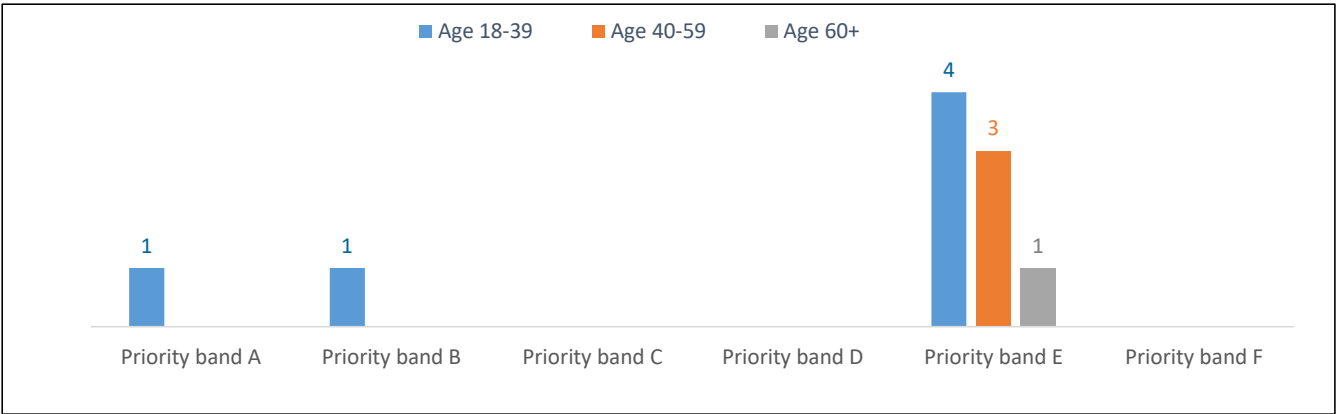 Age 18-39 Age 40-59 Age 60+
4
3
1 1 1
Priority band A Priority band B Priority band C Priority band D Priority band E Priority band F